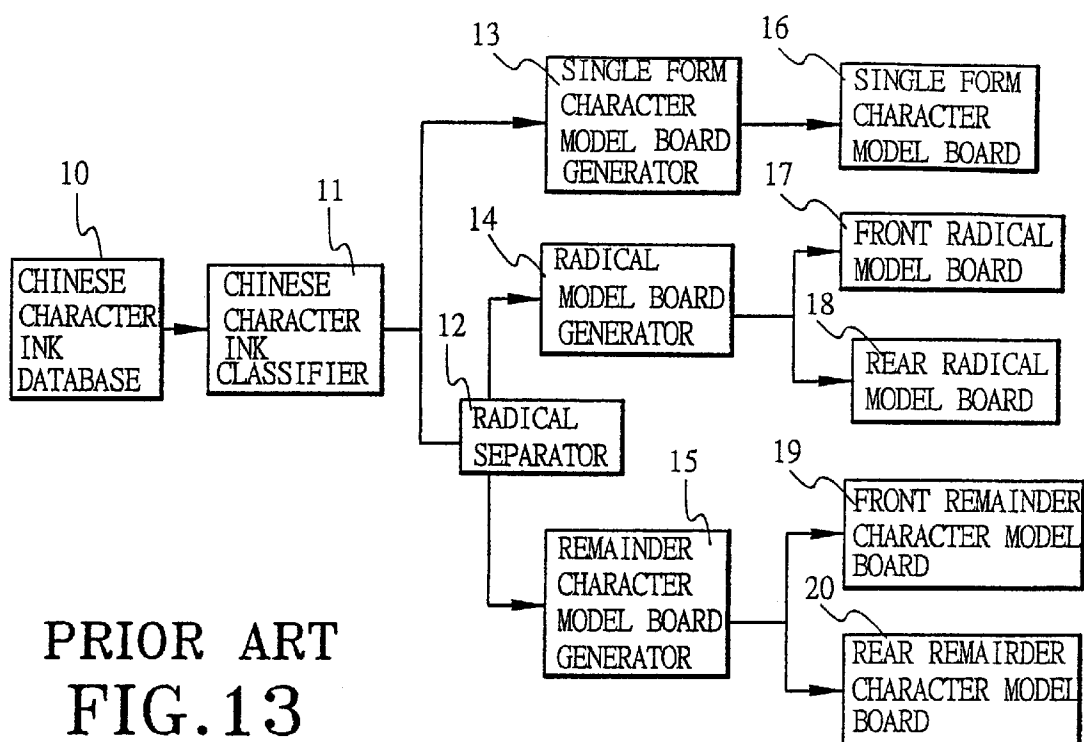 13
SINGLE FORM
CHARACTER
MODEL BOARD
GENERATOR
16
SINGLE FORM
CHARACTER
MODEL BOARD
10
CHINESE
CHARACTER
INK
DATABASE
11
CHINESE
CHARACTER
INK
CLASSIFIER
14
RADICAL
MODEL BOARD
GENERATOR
17
FRONT RADICAL
MODEL BOARD
18
REAR RADICAL
MODEL BOARD
12
RADICAL
SEPARATOR
15
REMAINDER
CHARACTER
MODEL BOARD
GENERATOR
19
FRONT REMAINDER
CHARACTER MODEL
BOARD
20
REAR REMAIRDER
CHARACTER MODEL
BOARD
PRIOR ART
FIG.13